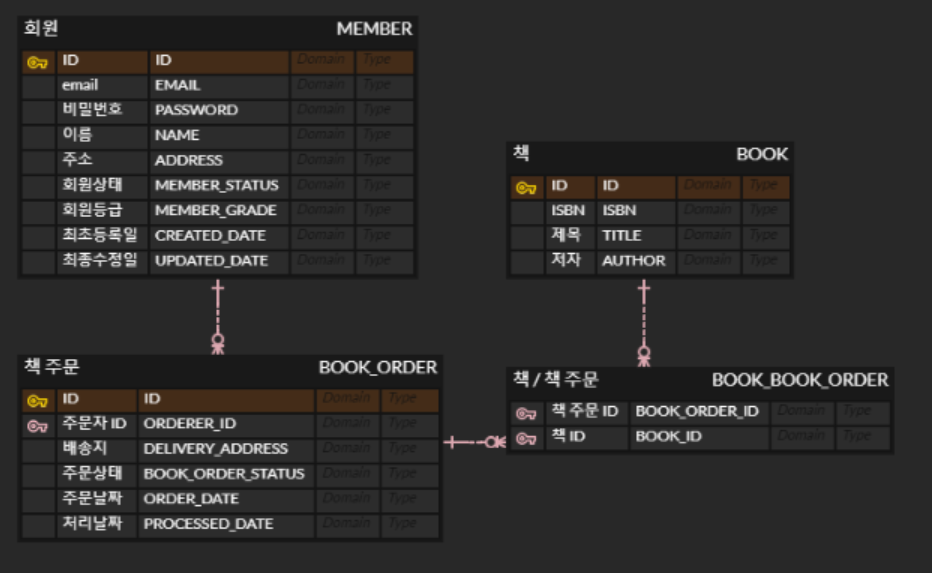 회원 MEMBER
ID ID Domain Type
email EMAIL Domain Type
비밀번호 PASSWORD Domain Type
이름 NAME Domain Type
주소 ADDRESS Domain Type
회원상태 MEMBER_STATUS Domain Type
회원등급 MEMBER_GRADE Domain Type
최초등록일 CREATED_DATE Domain Type
최종수정일 UPDATED_DATE Domain Type
책 BOOK
ID ID Domain Type
ISBN ISBN Domain Type
제목 TITLE Domain Type
저자 AUTHOR Domain Type
책 주문 BOOK_ORDER
ID ID Domain Type
주문자 ID ORDERER_ID Domain Type
배송지 DELIVERY_ADDRESS Domain Type
주문상태 BOOK_ORDER_STATUS Domain Type
주문날짜 ORDER_DATE Domain Type
처리날짜 PROCESSED_DATE Domain Type
책 / 책 주문 BOOK_BOOK_ORDER
책 주문 ID BOOK_ORDER_ID Domain Type
책 ID BOOK_ID Domain Type